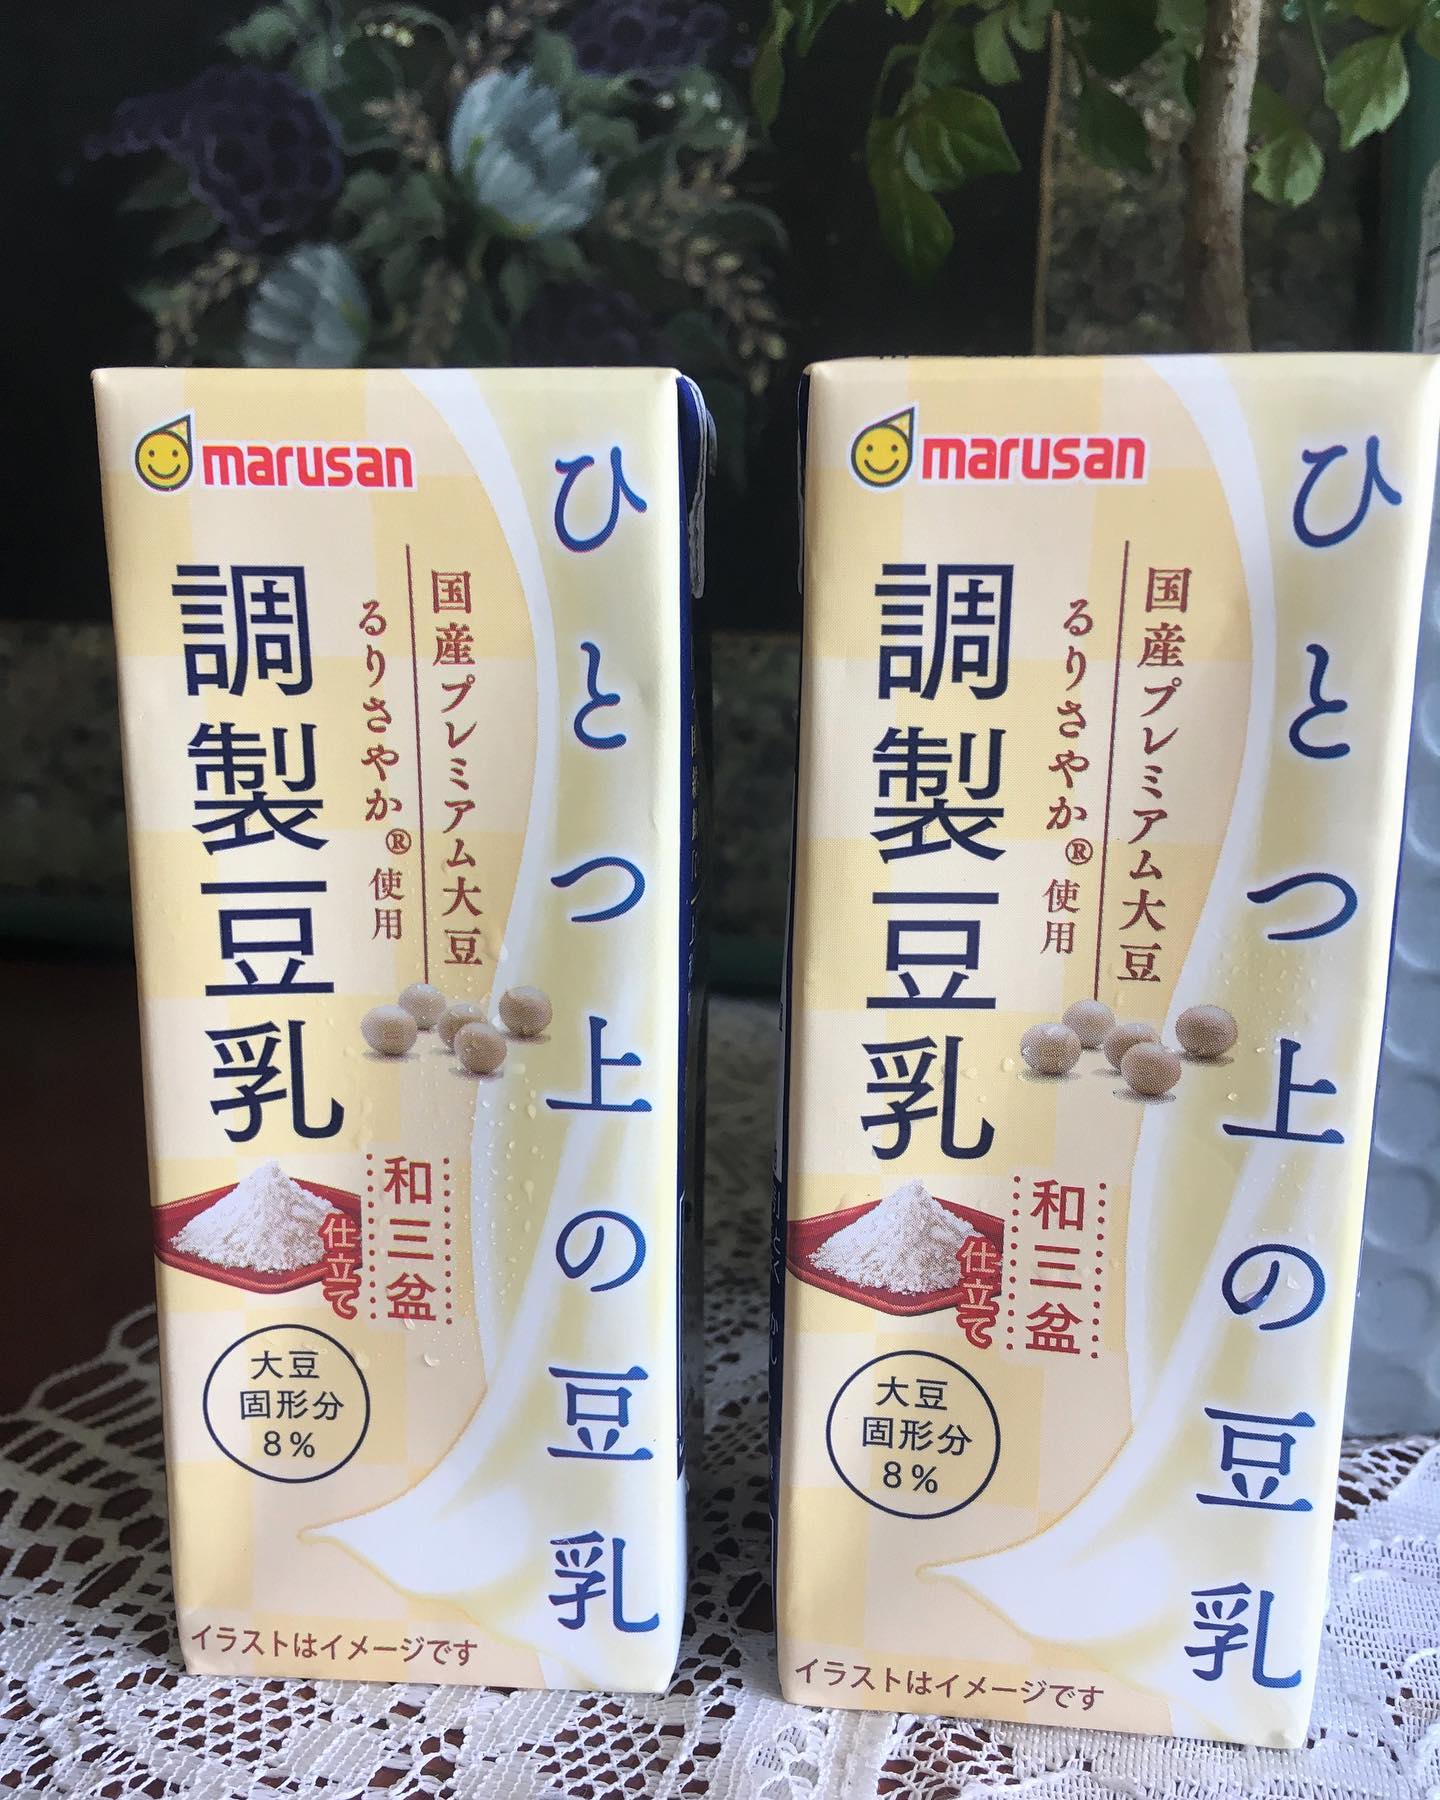 marusan
ひとつ上の豆乳
国産プレミアム大豆
るりさやか®使用
調製豆乳
和三盆
仕立て
大豆
固形分
8%
イラストはイメージです
marusan
ひとつ上の豆乳
国産プレミアム大豆
るりさやか®使用
調製豆乳
和三盆
仕立て
大豆
固形分
8%
イラストはイメージです